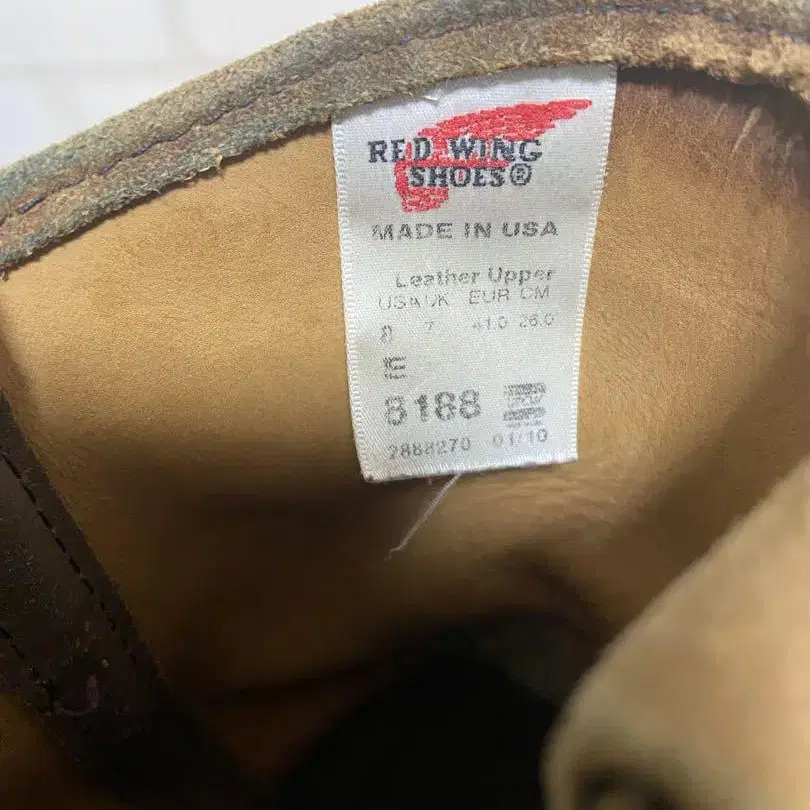 RED WING
SHOES®
MADE IN USA
Leather Upper
USA UK EUR CM
8 7 41.0 26.0
E
8188
2888270 01/10